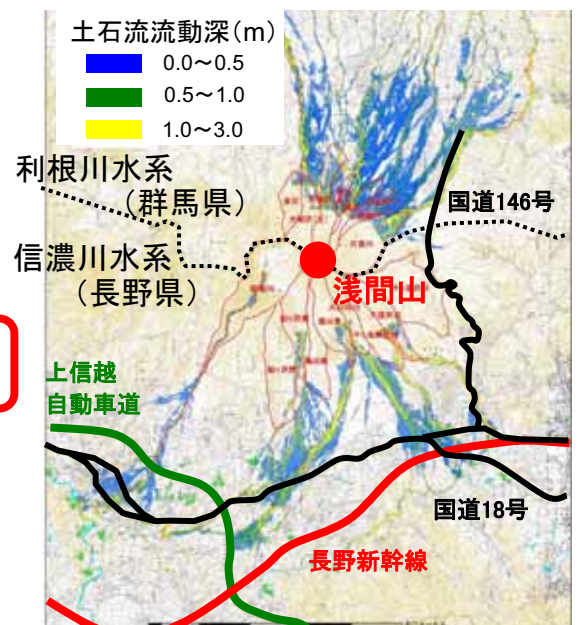 土石流流動深(m)
0.0～0.5
0.5～1.0
1.0～3.0
利根川水系
(群馬県)
国道146号
信濃川水系
(長野県)
浅間山
上信越
自動車道
国道18号
長野新幹線